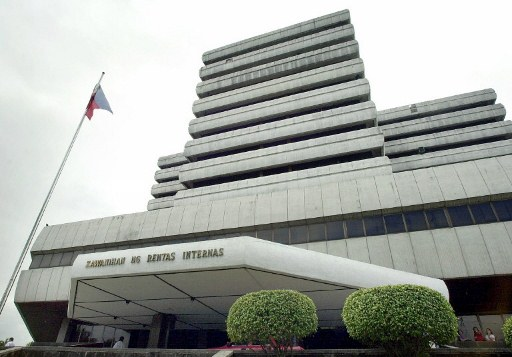 KAWANIHAN NG RENTAS INTERNAS